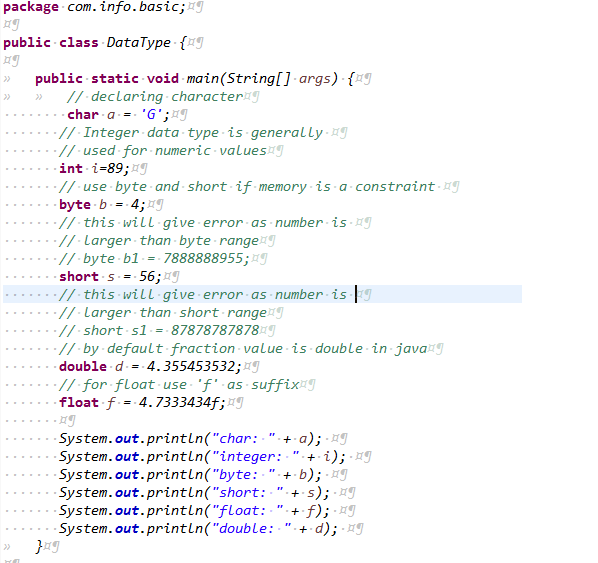 package com.info.basic;
public class DataType {
public static void main(String[] args) {
// declaring character
char a = 'G';
// Integer data type is generally
// used for numeric values
int i=89;
// use byte and short if memory is a constraint
byte b = 4;
// this will give error as number is
// larger than byte range
// byte b1 = 7888888955;
short s = 56;
// this will give error as number is
// larger than short range
// short s1 = 87878787878
// by default fraction value is double in java
double d = 4.355453532;
// for float use 'f' as suffix
float f = 4.7333434f;
System.out.println("char: " + a);
System.out.println("integer: " + i);
System.out.println("byte: " + b);
System.out.println("short: " + s);
System.out.println("float: " + f);
System.out.println("double: " + d);
}